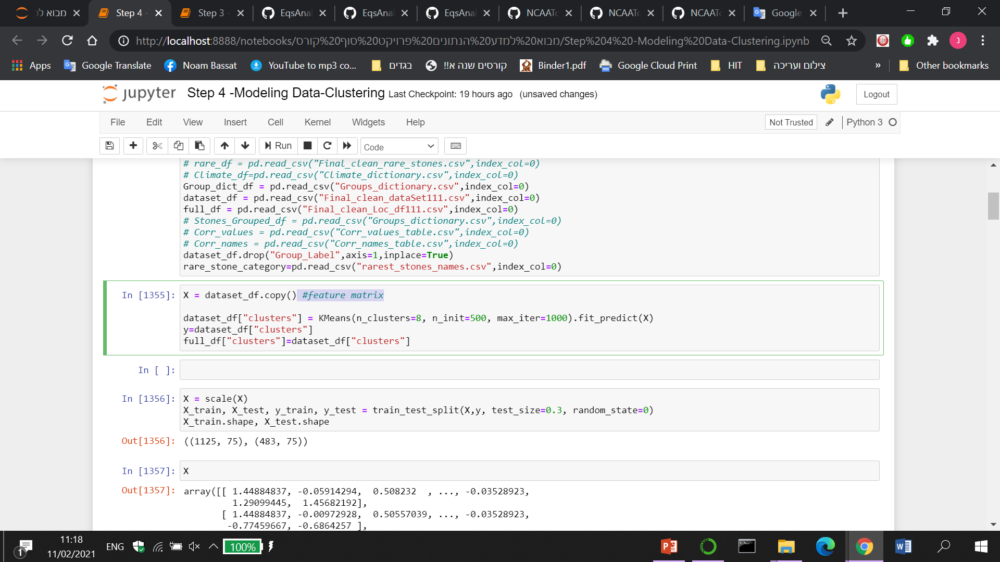 מבוא לכ
Step 4 -
Step 3 -
EqsAnal
EqsAnal
EqsAnal
NCAATo
NCAATo
NCAATo
Google
http://localhost:8888/notebooks/מבוא%20למדע%20הנתונים%20פרויקט%20סוף%20קורס/Step%204%20-Modeling%20Data-Clustering.ipynb
נ
Apps
Google Translate
Noam Bassat
YouTube to mp3 co...
בגדים
קורסים שנה א!!
Binder1.pdf
Google Cloud Print
HIT
צילום ועריכה
»
Other bookmarks
jupyter Step 4 -Modeling Data-Clustering Last Checkpoint: 19 hours ago (unsaved changes)
Logout
File Edit View Insert Cell Kernel Widgets Help
Not Trusted
Python 3
Run
Code
# rare_df = pd.read_csv("Final_clean_rare_stones.csv",index_col=0)
# Climate_df=pd.read_csv("Climate_dictionary.csv",index_col=0)
Group_dict_df = pd.read_csv("Groups_dictionary.csv",index_col=0)
dataset_df = pd.read_csv("Final_clean_dataSet111.csv",index_col=0)
full_df = pd.read_csv("Final_clean_Loc_df111.csv",index_col=0)
# Stones_Grouped_df = pd.read_csv("Groups_dictionary.csv",index_col=0)
# Corr_values = pd.read_csv("Corr_values_table.csv",index_col=0)
# Corr_names = pd.read_csv("Corr_names_table.csv",index_col=0)
dataset_df.drop("Group_Label",axis=1,inplace=True)
rare_stone_category=pd.read_csv("rarest_stones_names.csv",index_col=0)
In [1355]: X = dataset_df.copy() #feature matrix
dataset_df["clusters"] = KMeans(n_clusters=8, n_init=500, max_iter=1000).fit_predict(X)
y=dataset_df["clusters"]
full_df["clusters"]=dataset_df["clusters"]
In [ ]:
In [1356]: X = scale(X)
X_train, X_test, y_train, y_test = train_test_split(X,y, test_size=0.3, random_state=0)
X_train.shape, X_test.shape
Out[1356]: ((1125, 75), (483, 75))
In [1357]: X
Out[1357]: array([[ 1.44884837, -0.05914294, 0.508232 , ..., -0.03528923,
1.29099445, 1.45682192],
[ 1.44884837, -0.00972928, 0.50557039, ..., -0.03528923,
-0.77459667, -0.6864257 ],
1
11:18
11/02/2021
ENG
100%